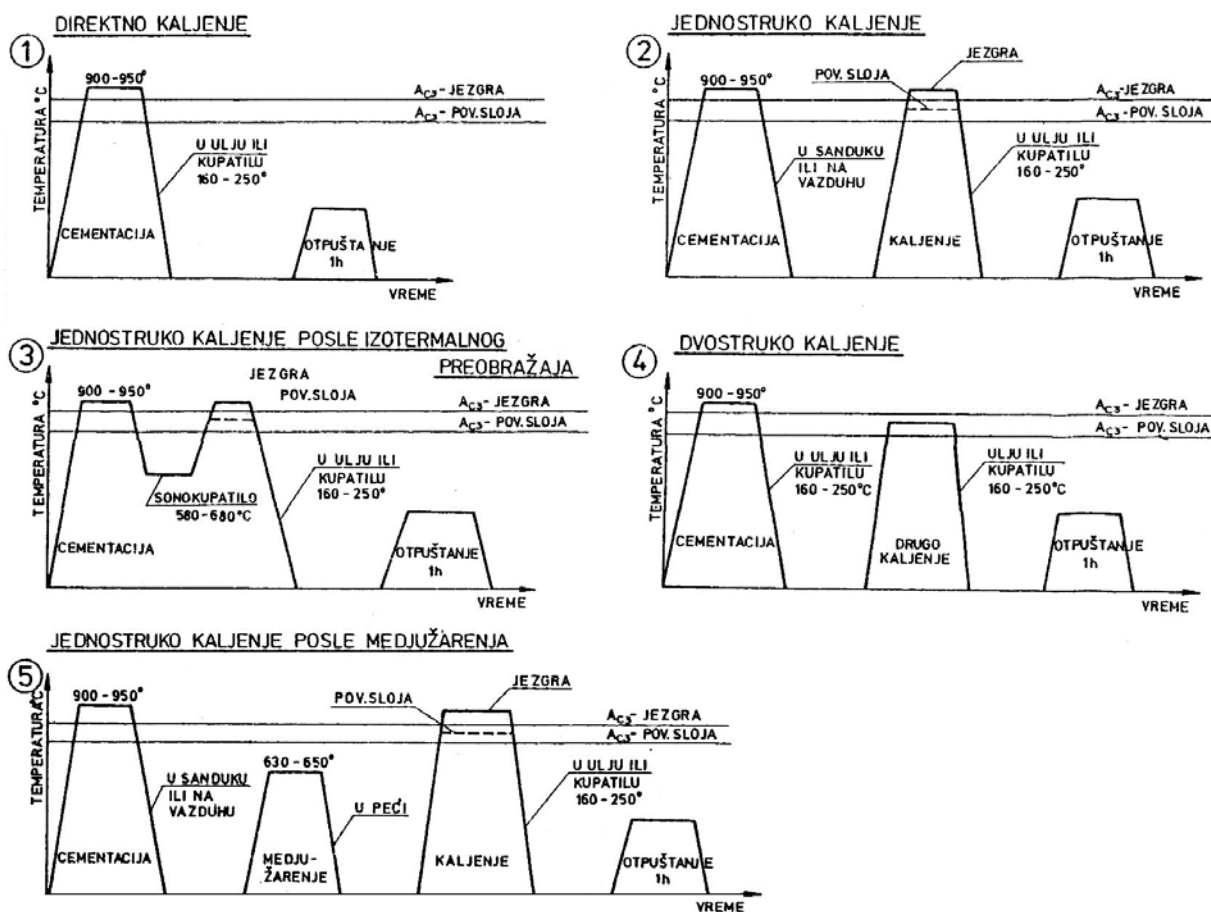 DIREKTNO KALJENJE
1
TEMPERATURA °C
900-950°
AC3-JEZGRA
AC3-POV.SLOJA
U ULJU ILI
KUPATILU
160-250°
CEMENTACIJA
OTPUŠTANJE
1h
VREME
JEDNOSTRUKO KALJENJE
2
TEMPERATURA °C
900-950°
POV.SLOJA
JEZGRA
AC3-JEZGRA
AC3-POV.SLOJA
U SANDUKU
ILI NA
VAZDUHU
U ULJU ILI
KUPATILU
160-250°
CEMENTACIJA
KALJENJE
OTPUŠTANJE
1h
VREME
JEDNOSTRUKO KALJENJE POSLE IZOTERMALNOG
PREOBRAŽAJA
3
TEMPERATURA °C
900-950°
JEZGRA
POV.SLOJA
AC3-JEZGRA
AC3-POV.SLOJA
SONOKUPATILO
580-680°C
U ULJU ILI
KUPATILU
160-250°
CEMENTACIJA
OTPUŠTANJE
1h
VREME
DVOSTRUKO KALJENJE
4
TEMPERATURA °C
900-950°
AC3-JEZGRA
AC3-POV.SLOJA
U ULJU ILI
KUPATILU
160-250°C
ULJU ILI
KUPATILU
160-250°C
CEMENTACIJA
DRUGO
KALJENJE
OTPUŠTANJE
1h
VREME
JEDNOSTRUKO KALJENJE POSLE MEDJUŽARENJA
5
TEMPERATURA°C
900-950°
POV.SLOJA
JEZGRA
AC3-JEZGRA
AC3-POV.SLOJA
U SANDUKU
ILI NA
VAZDUHU
630-650°
U PEĆI
U ULJU ILI
KUPATILU
160-250°
CEMENTACIJA
MEDJU-
ŽARENJE
KALJENJE
OTPUŠTANJE
1h
VREME